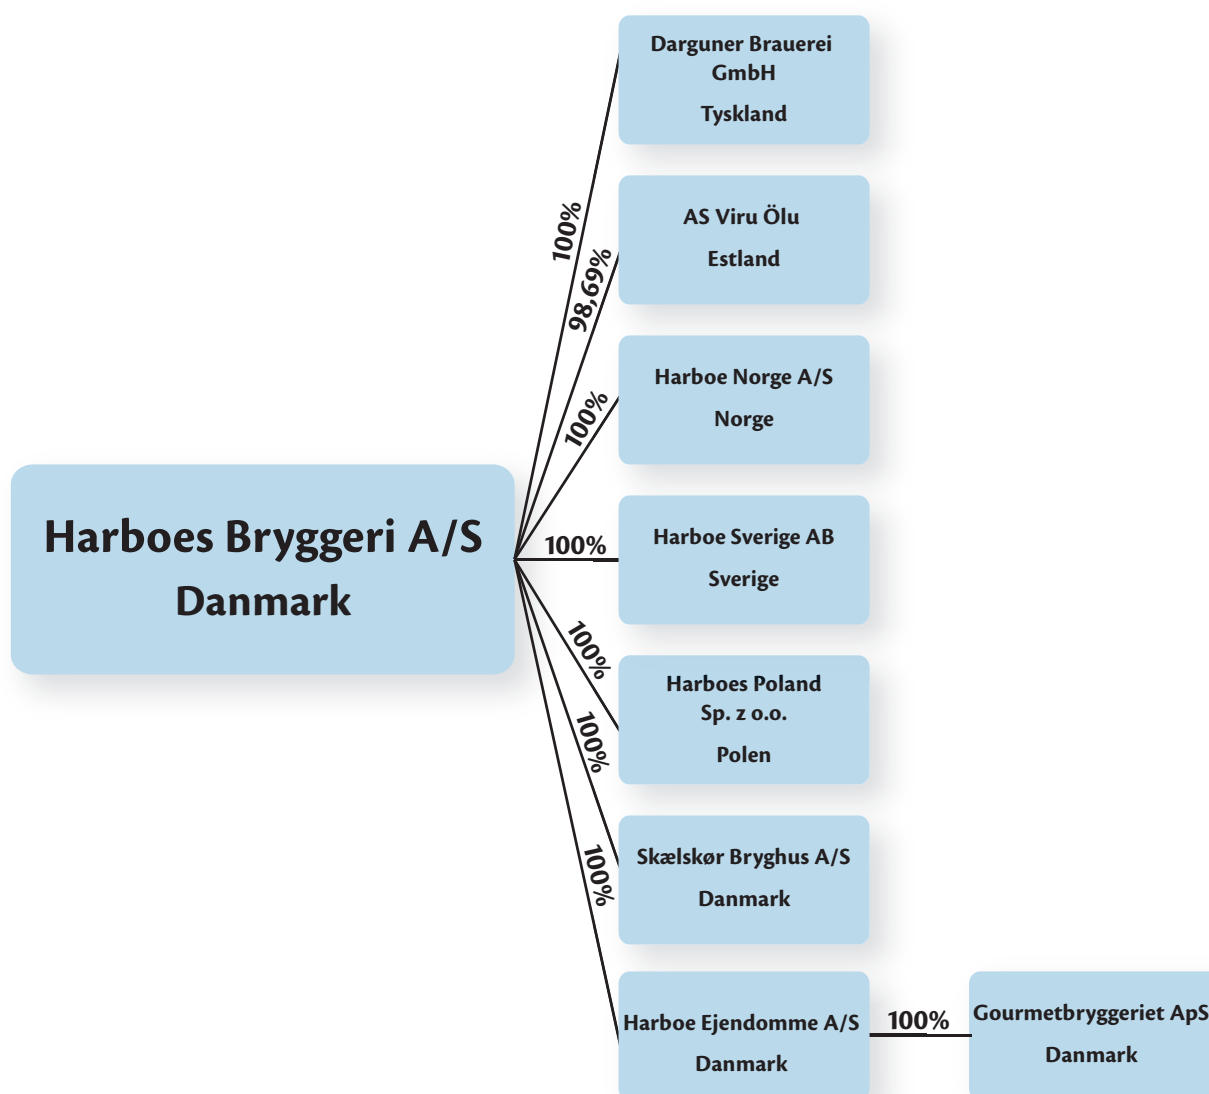 Darguner Brauerei
GmbH
Tyskland
100%
AS Viru Ölu
Estland
98,69%
Harboe Norge A/S
Norge
100%
Harboes Bryggeri A/S
Danmark
100%
Harboe Sverige AB
Sverige
100%
Harboes Poland
Sp. z o.o.
Polen
100%
Skælskør Bryghus A/S
Danmark
100%
Harboe Ejendomme A/S
Danmark
100%
Gourmetbryggeriet ApS
Danmark